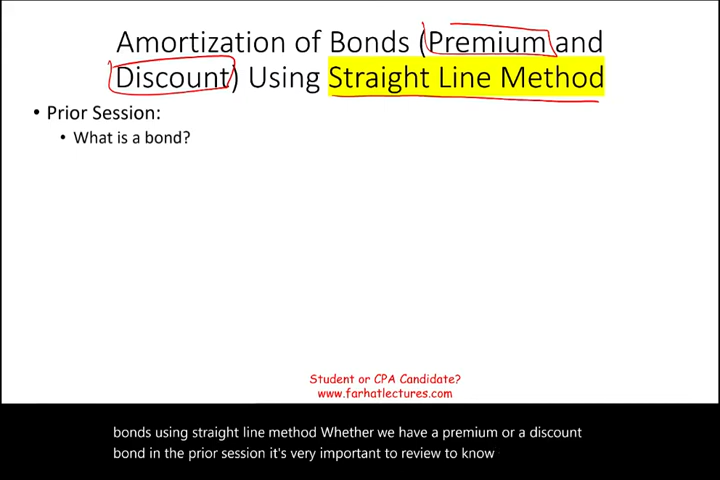 Amortization of Bonds (Premium and
Discount) Using Straight Line Method
• Prior Session:
• What is a bond?
Student or CPA Candidate?
www.farhatlectures.com
bonds using straight line method Whether we have a premium or a discount
bond in the prior session it's very important to review to know